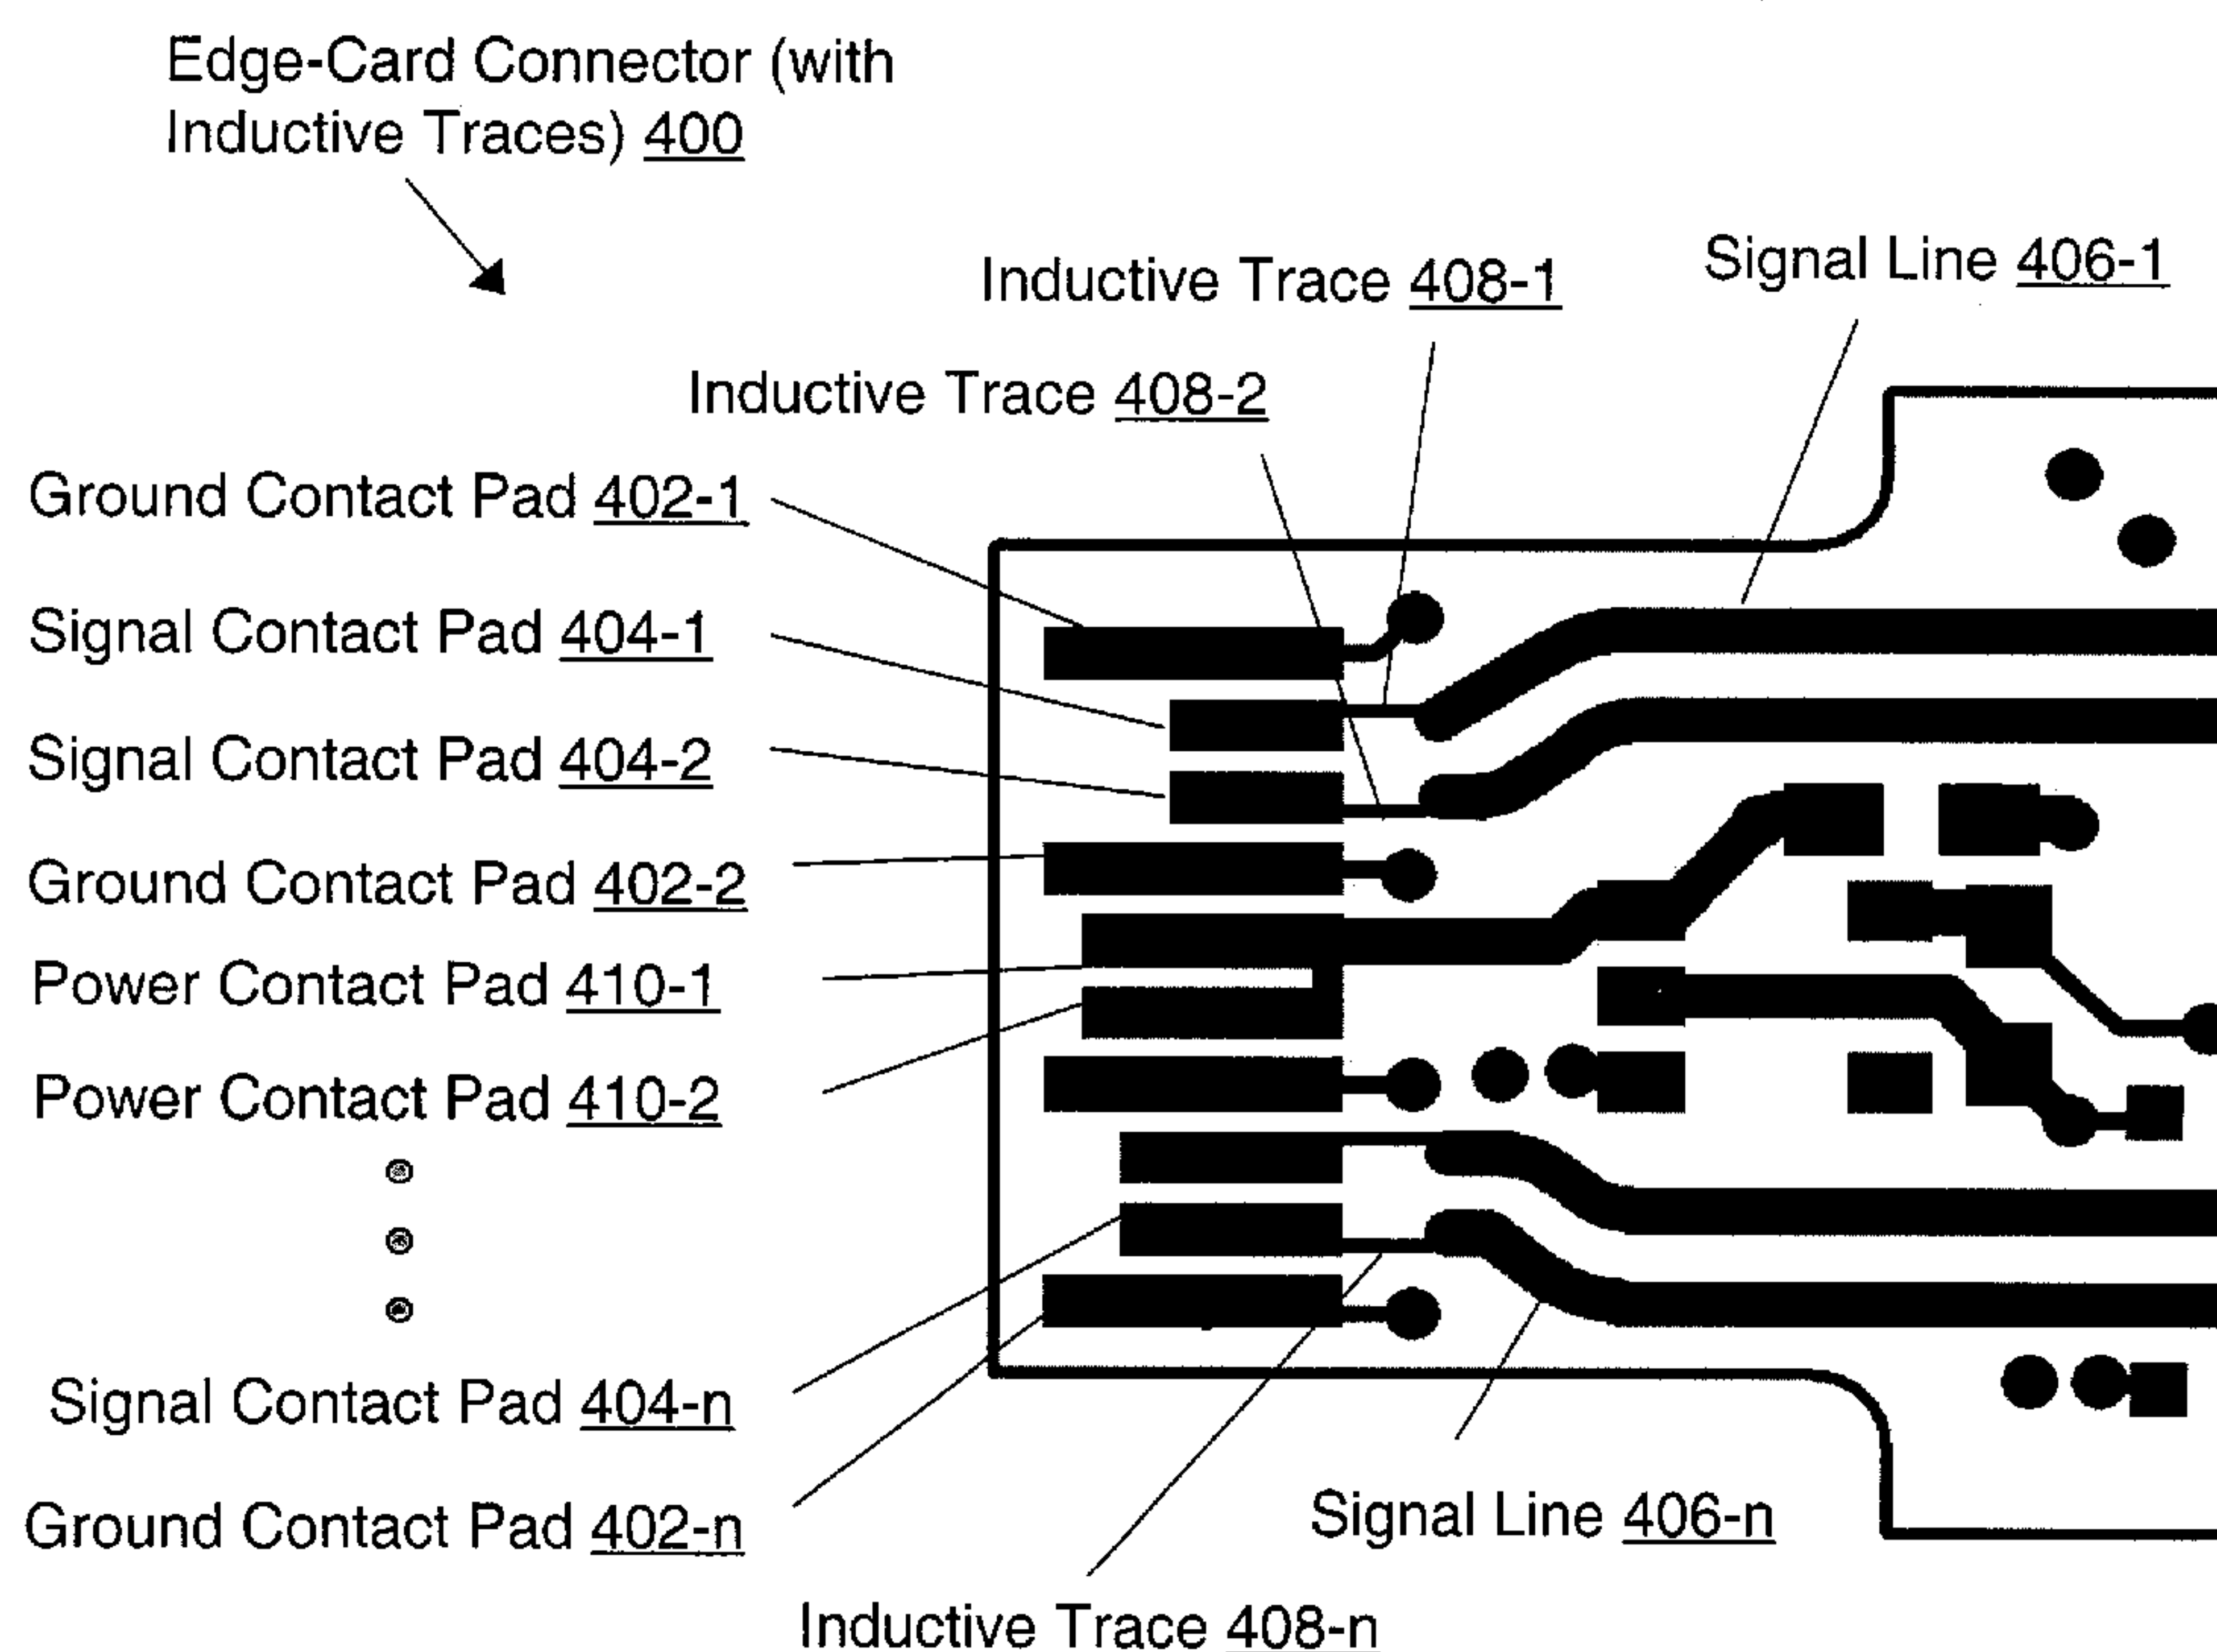 Edge-Card Connector (with
Inductive Traces) 400
Inductive Trace 408-1
Signal Line 406-1
Inductive Trace 408-2
Ground Contact Pad 402-1
Signal Contact Pad 404-1
Signal Contact Pad 404-2
Ground Contact Pad 402-2
Power Contact Pad 410-1
Power Contact Pad 410-2
Signal Contact Pad 404-n
Ground Contact Pad 402-n
Signal Line 406-n
Inductive Trace 408-n